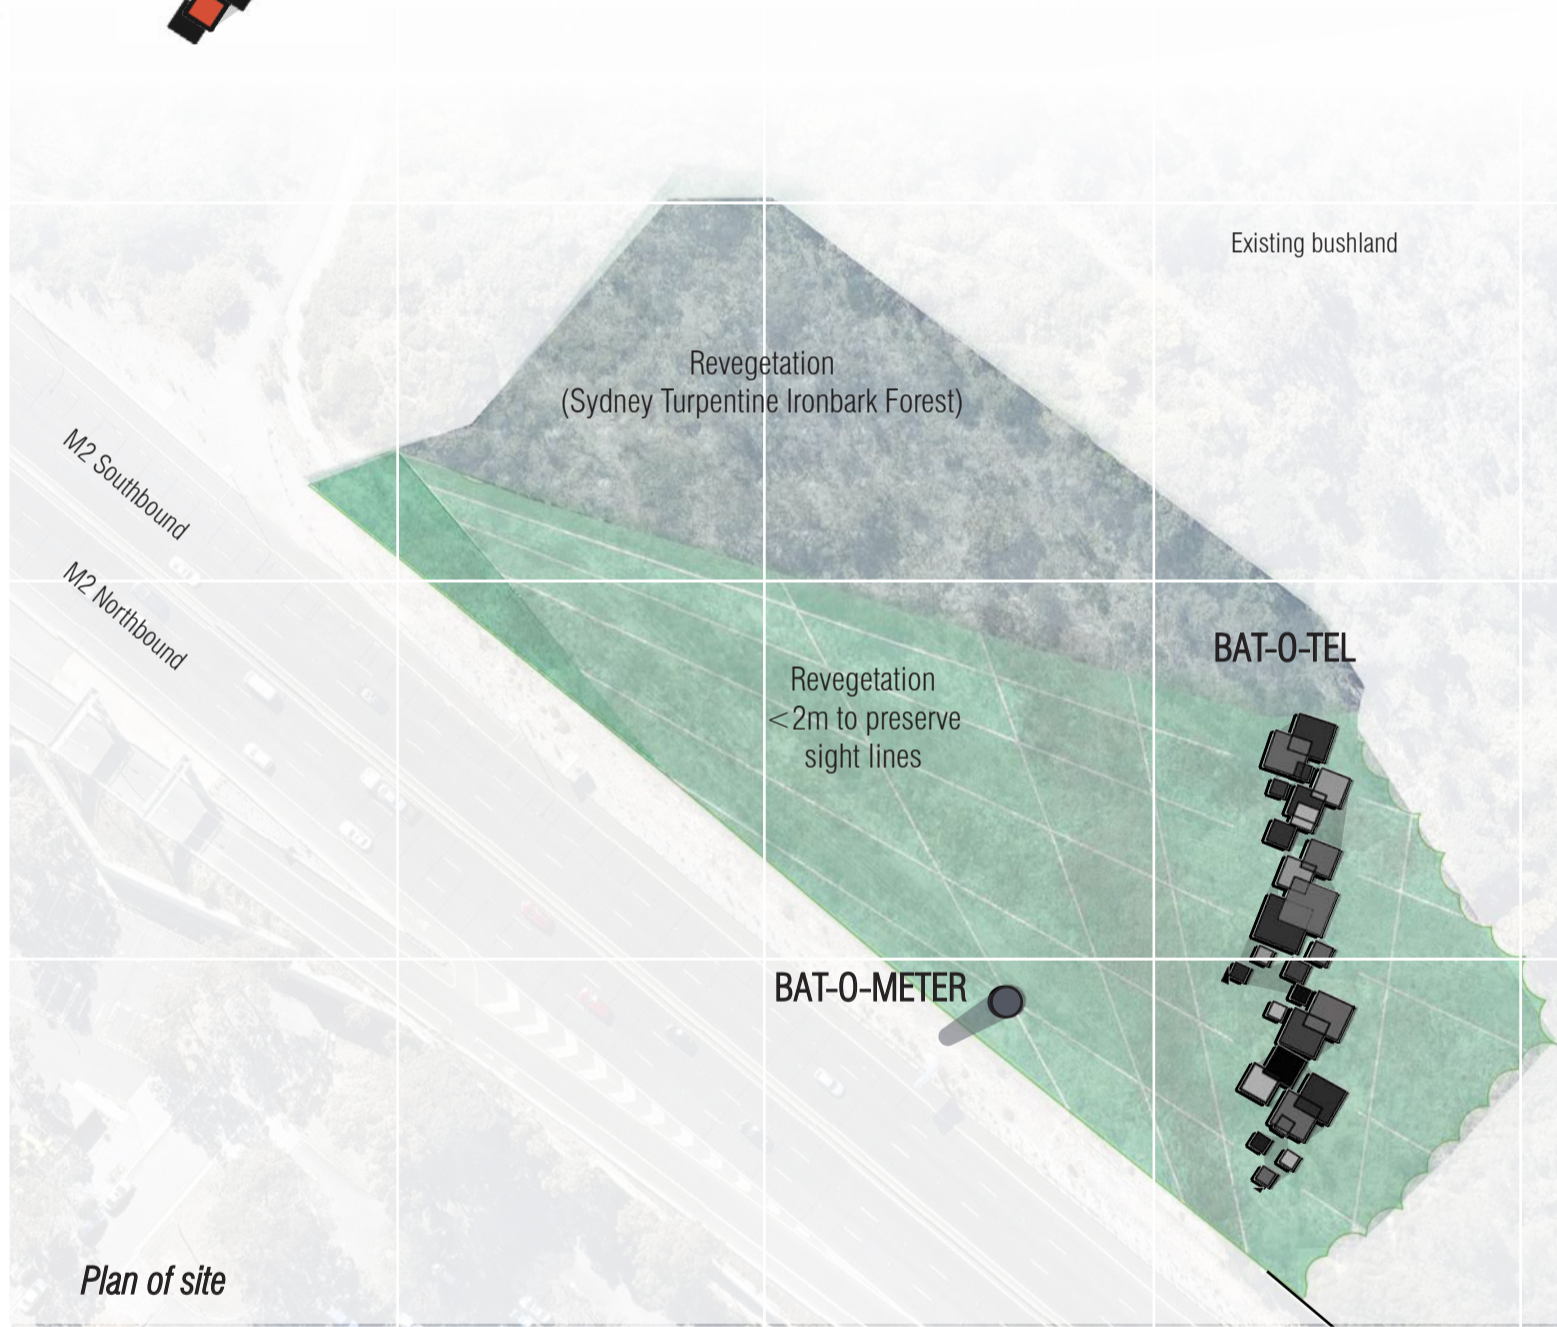 Existing bushland
Revegetation
(Sydney Turpentine Ironbark Forest)
M2 Southbound
M2 Northbound
BAT-O-TEL
Revegetation
<2m to preserve
sight lines
BAT-O-METER
Plan of site